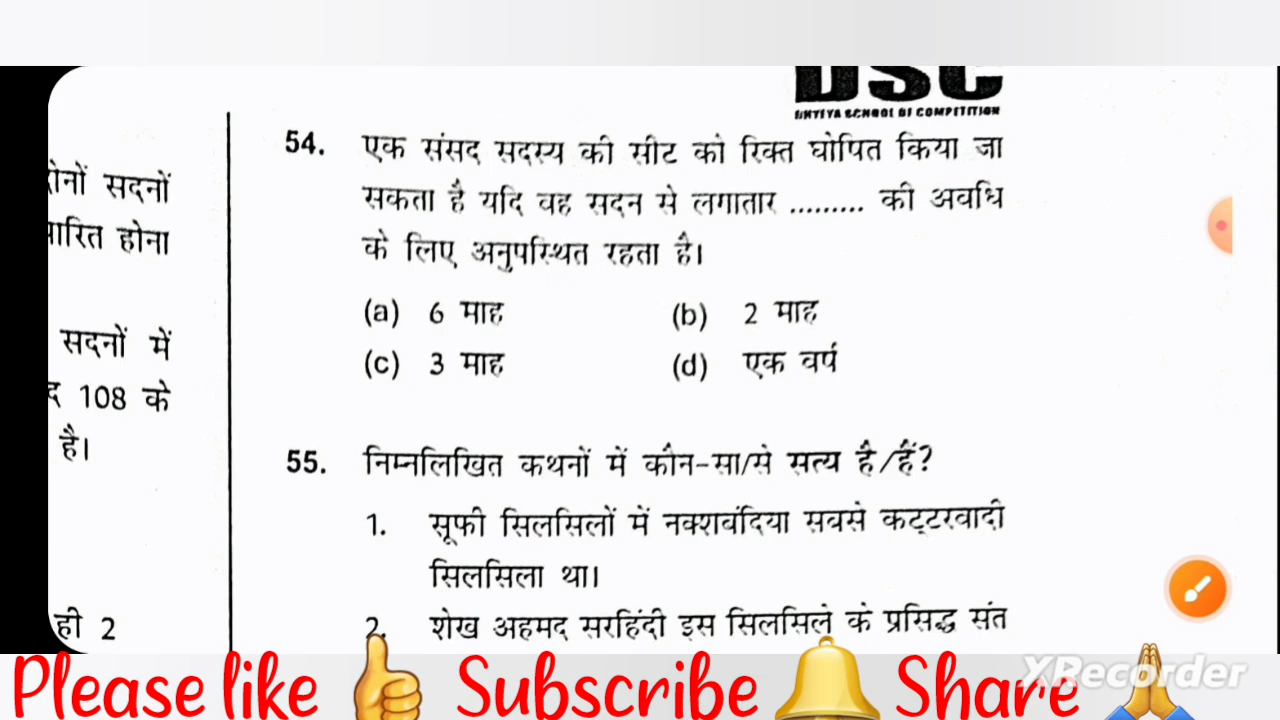 DSC
DHYEYA SCHOOL OF COMPETITION
54. एक संसद सदस्य की सीट को रिक्त घोषित किया जा
सकता है यदि वह सदन से लगातार ......... की अवधि
के लिए अनुपस्थित रहता है।
(a) 6 माह (b) 2 माह
(c) 3 माह (d) एक वर्ष
55. निम्नलिखित कथनों में कौन-सा/से सत्य है/हैं?
1. सूफी सिलसिलों में नक्शबंदिया सबसे कट्टरवादी
सिलसिला था।
2. शेख अहमद सरहिंदी इस सिलसिले के प्रसिद्ध संत
सदनों
होना
सदनों में
108 के
है।
ही 2
Please like Subscribe Share
XRecorder